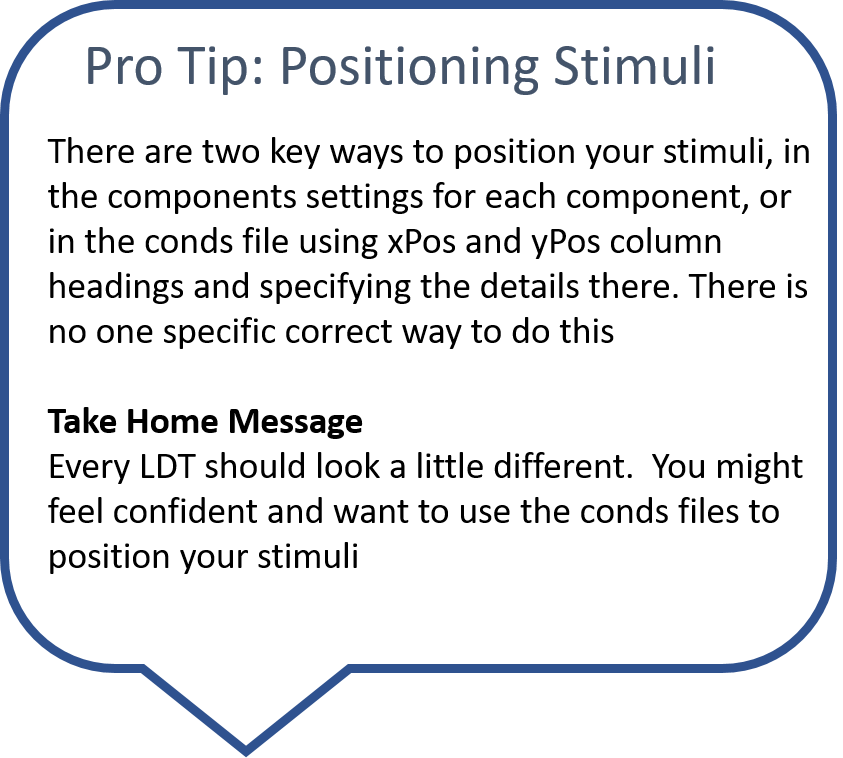 Pro Tip: Positioning Stimuli
There are two key ways to position your stimuli, in
the components settings for each component, or
in the conds file using xPos and yPos column
headings and specifying the details there. There is
no one specific correct way to do this
Take Home Message
Every LDT should look a little different.  You might
feel confident and want to use the conds files to
position your stimuli